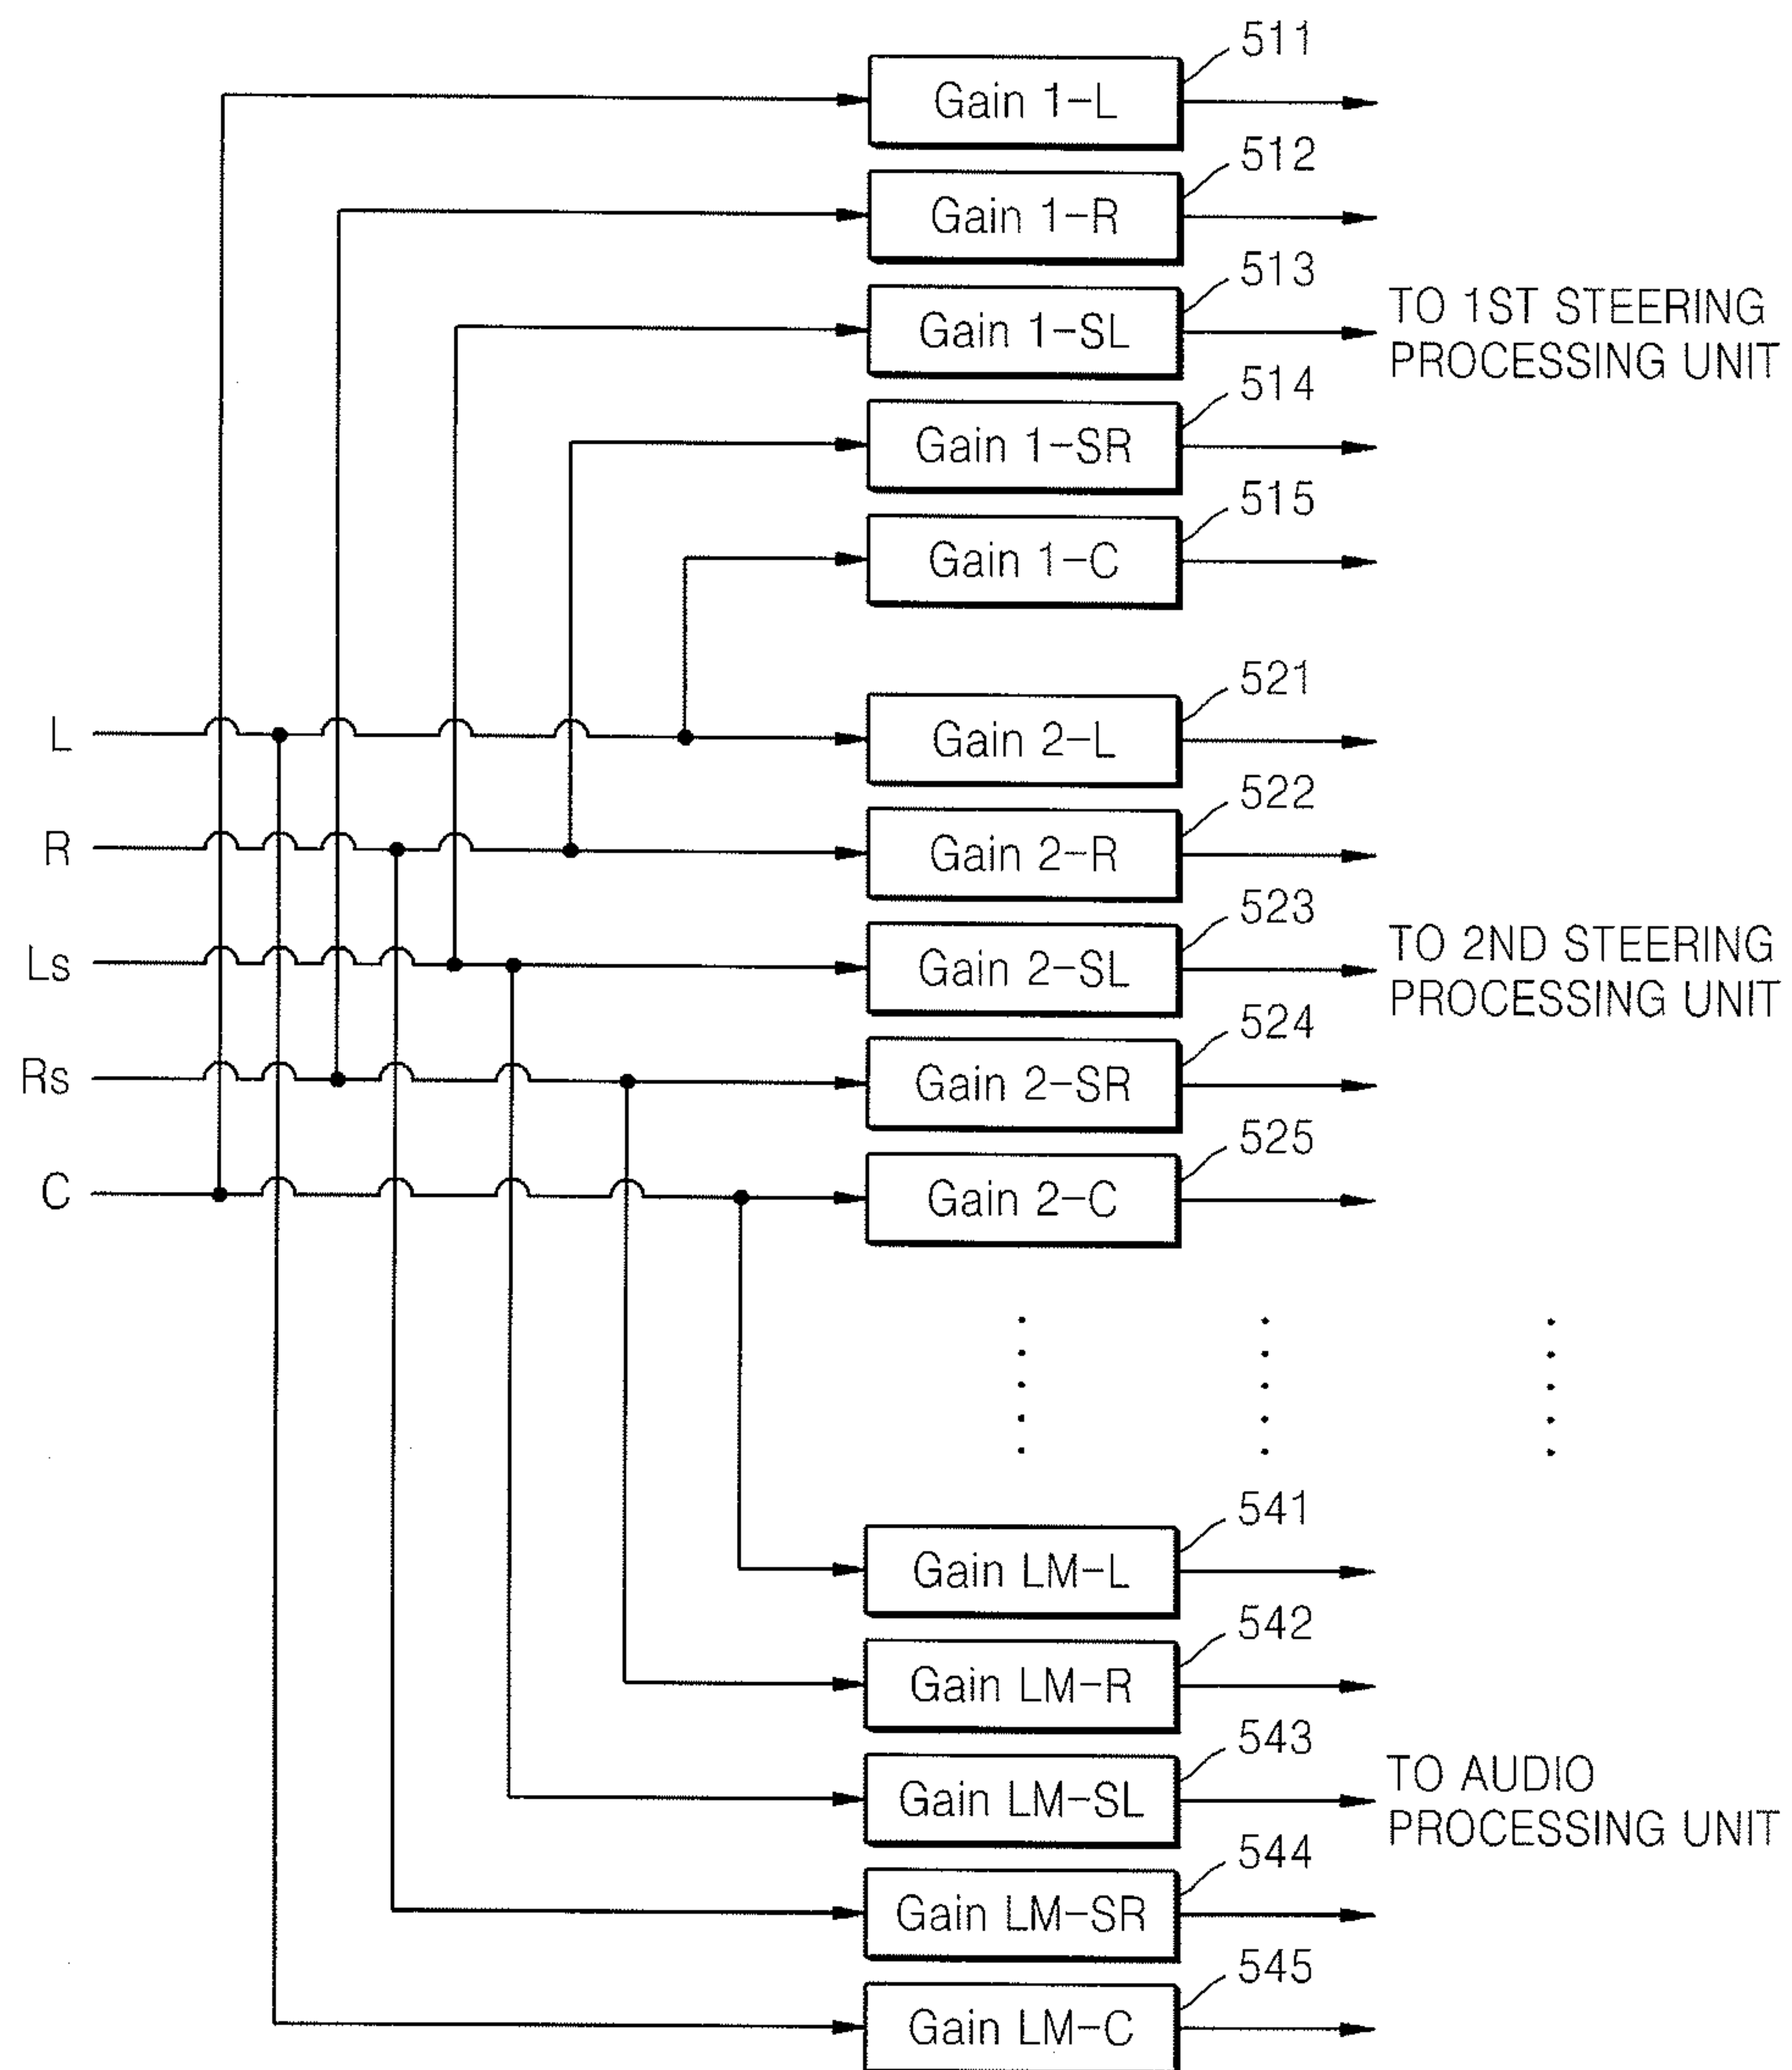 511
Gain 1-L
512
Gain 1-R
513
Gain 1-SL
TO 1ST STEERING
PROCESSING UNIT
514
Gain 1-SR
515
Gain 1-C
521
L
Gain 2-L
522
R
Gain 2-R
523
Ls
Gain 2-SL
TO 2ND STEERING
PROCESSING UNIT
524
Rs
Gain 2-SR
525
C
Gain 2-C
541
Gain LM-L
542
Gain LM-R
543
Gain LM-SL
TO AUDIO
PROCESSING UNIT
544
Gain LM-SR
545
Gain LM-C